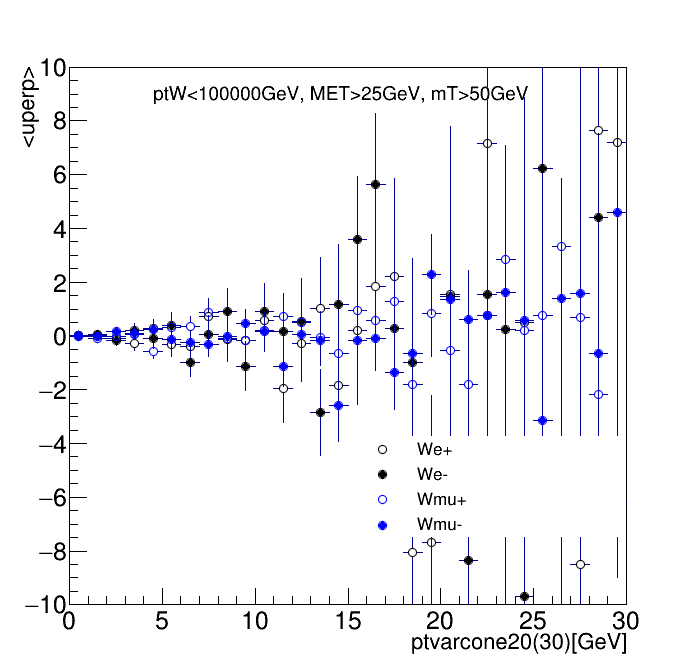 ptW<100000GeV, MET>25GeV, mT>50GeV
<uperp>
10
8
6
4
2
0
−2
−4
−6
−8
−10
We+
We-
Wmu+
Wmu-
0 5 10 15 20 25 30
ptvarcone20(30)[GeV]